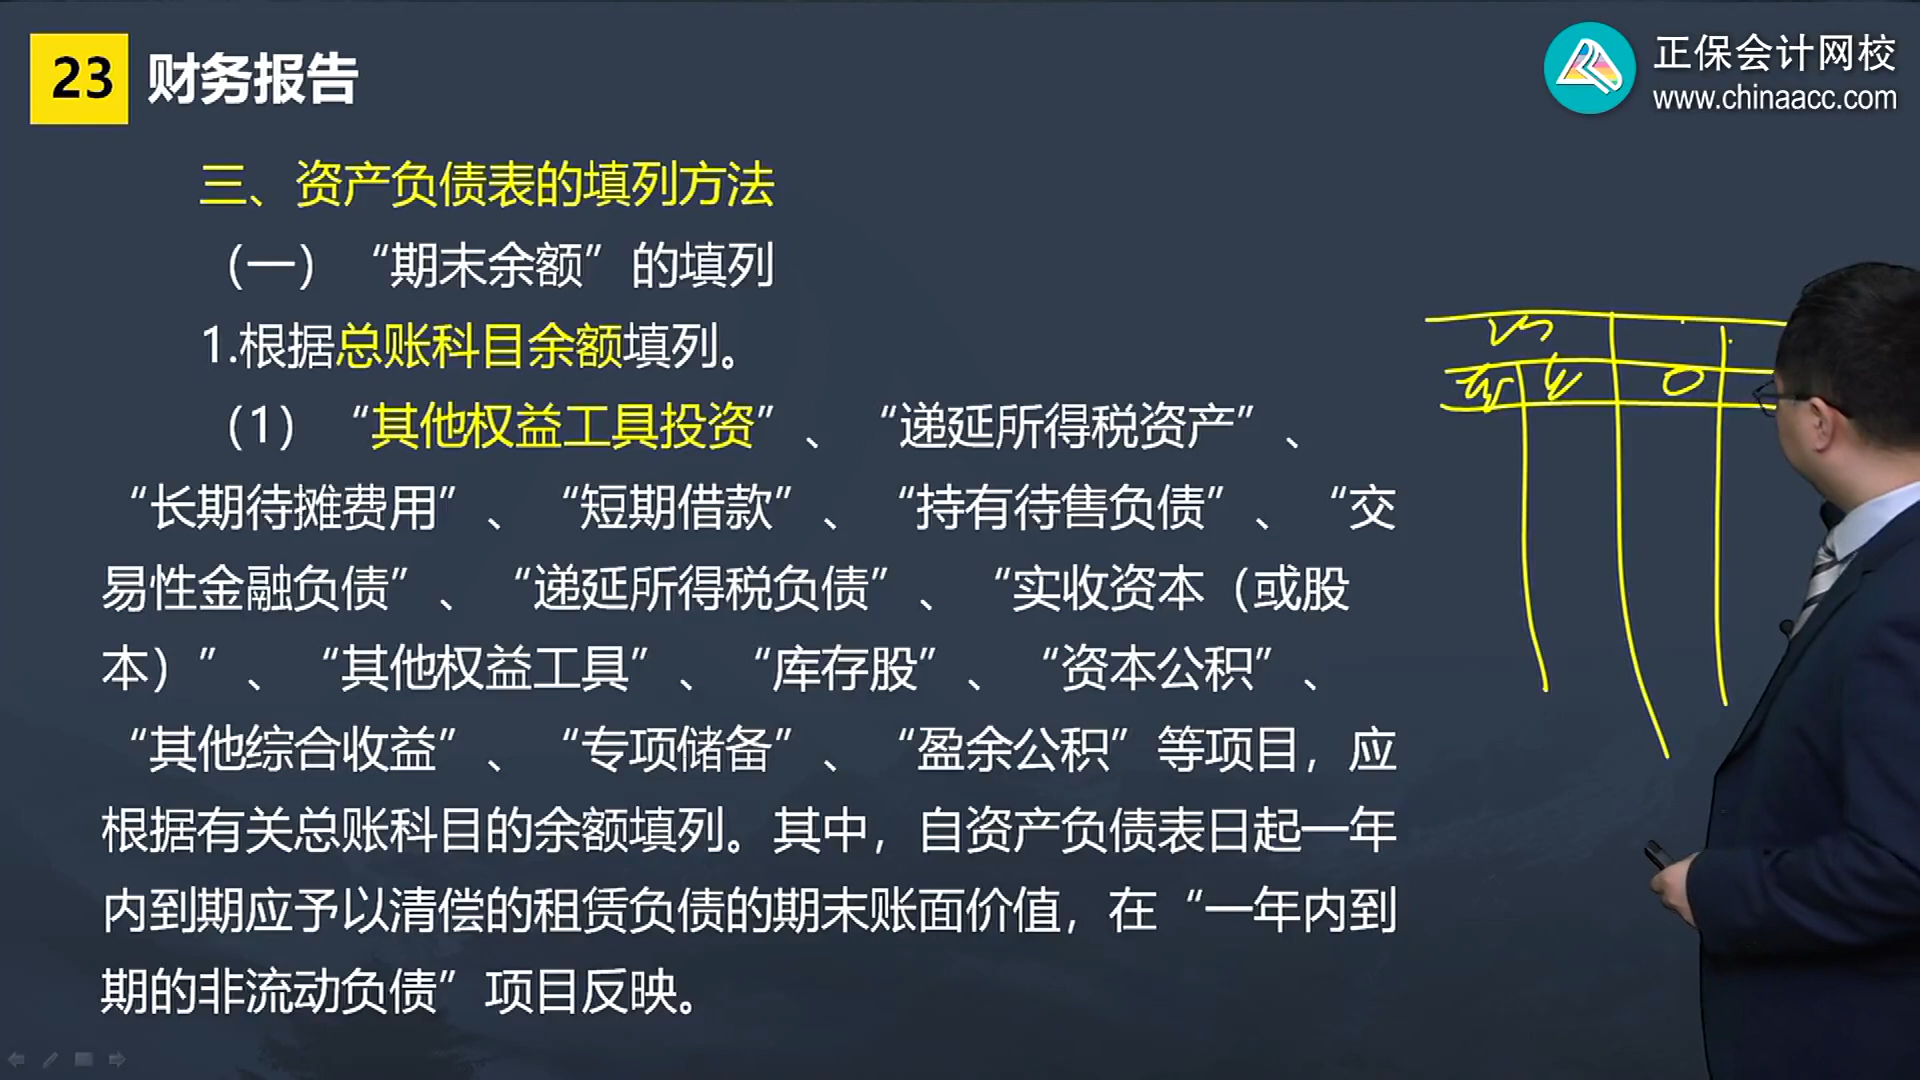 23 财务报告
正保会计网校
www.chinaacc.com
三、资产负债表的填列方法
（一）“期末余额”的填列
1.根据总账科目余额填列。
（1）“其他权益工具投资”、“递延所得税资产”、
“长期待摊费用”、“短期借款”、“持有待售负债”、“交
易性金融负债”、“递延所得税负债”、“实收资本（或股
本）”、“其他权益工具”、“库存股”、“资本公积”、
“其他综合收益”、“专项储备”、“盈余公积”等项目，应
根据有关总账科目的余额填列。其中，自资产负债表日起一年
内到期应予以清偿的租赁负债的期末账面价值，在“一年内到
期的非流动负债”项目反映。